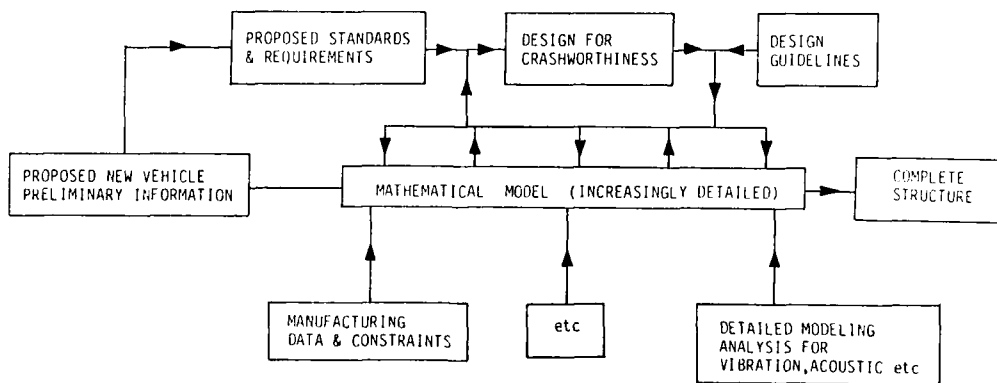 PROPOSED STANDARDS
& REQUIREMENTS
DESIGN FOR
CRASHWORTHINESS
DESIGN
GUIDELINES
PROPOSED NEW VEHICLE
PRELIMINARY INFORMATION
MATHEMATICAL MODEL (INCREASINGLY DETAILED)
COMPLETE
STRUCTURE
MANUFACTURING
DATA & CONSTRAINTS
etc
DETAILED MODELING
ANALYSIS FOR
VIBRATION,ACOUSTIC etc